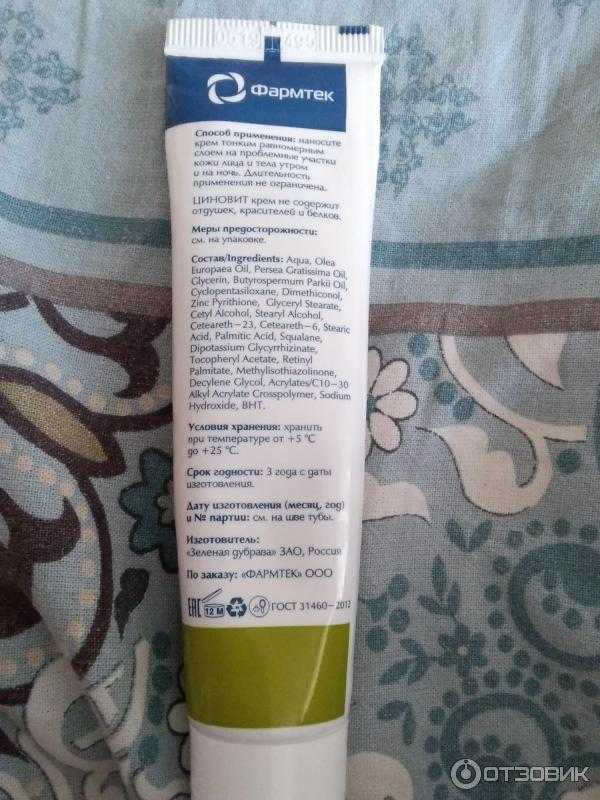 Фармтек
Способ применения: наносите
крем тонким равномерным
слоем на проблемные участки
кожи лица и тела утром
и на ночь. Длительность
применения не ограничена.
ЦИНОВИТ крем не содержит
отдушек, красителей и белков.
Меры предосторожности:
см. на упаковке.
Состав/Ingredients: Aqua, Olea
Europaea Oil, Persea Gratissima Oil,
Glycerin, Butyrospermum Parkii Oil,
Cyclopentasiloxane, Dimethiconol,
Zinc Pyrithione, Glyceryl Stearate,
Cetyl Alcohol, Stearyl Alcohol,
Ceteareth-23, Ceteareth-6, Stearic
Acid, Palmitic Acid, Squalane,
Dipotassium Glycyrrhizinate,
Tocopheryl Acetate, Retinyl
Palmitate, Methylisothiazolinone,
Decylene Glycol, Acrylates/C10-30
Alkyl Acrylate Crosspolymer, Sodium
Hydroxide, BHT.
Условия хранения: хранить
при температуре от +5 °С
до +25 °С.
Срок годности: 3 года с даты
изготовления.
Дату изготовления (месяц, год)
и № партии: см. на шве тубы.
Изготовитель:
«Зеленая дубрава» ЗАО, Россия
По заказу: «ФАРМТЕК» ООО
ЕАС 12 М ГОСТ 31460-2012
ОТЗОВИК